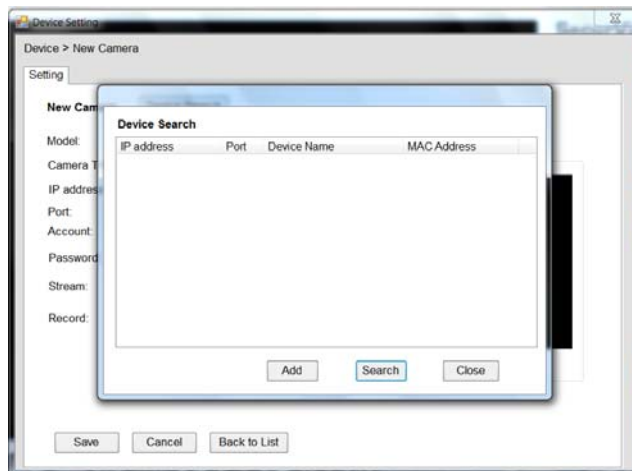 Device Setting
Device > New Camera
Setting
New Cam
Device Search
IP address Port Device Name MAC Address
Model:
Camera T
IP addres
Port:
Account:
Password
Stream:
Record:
Add Search Close
Save Cancel Back to List